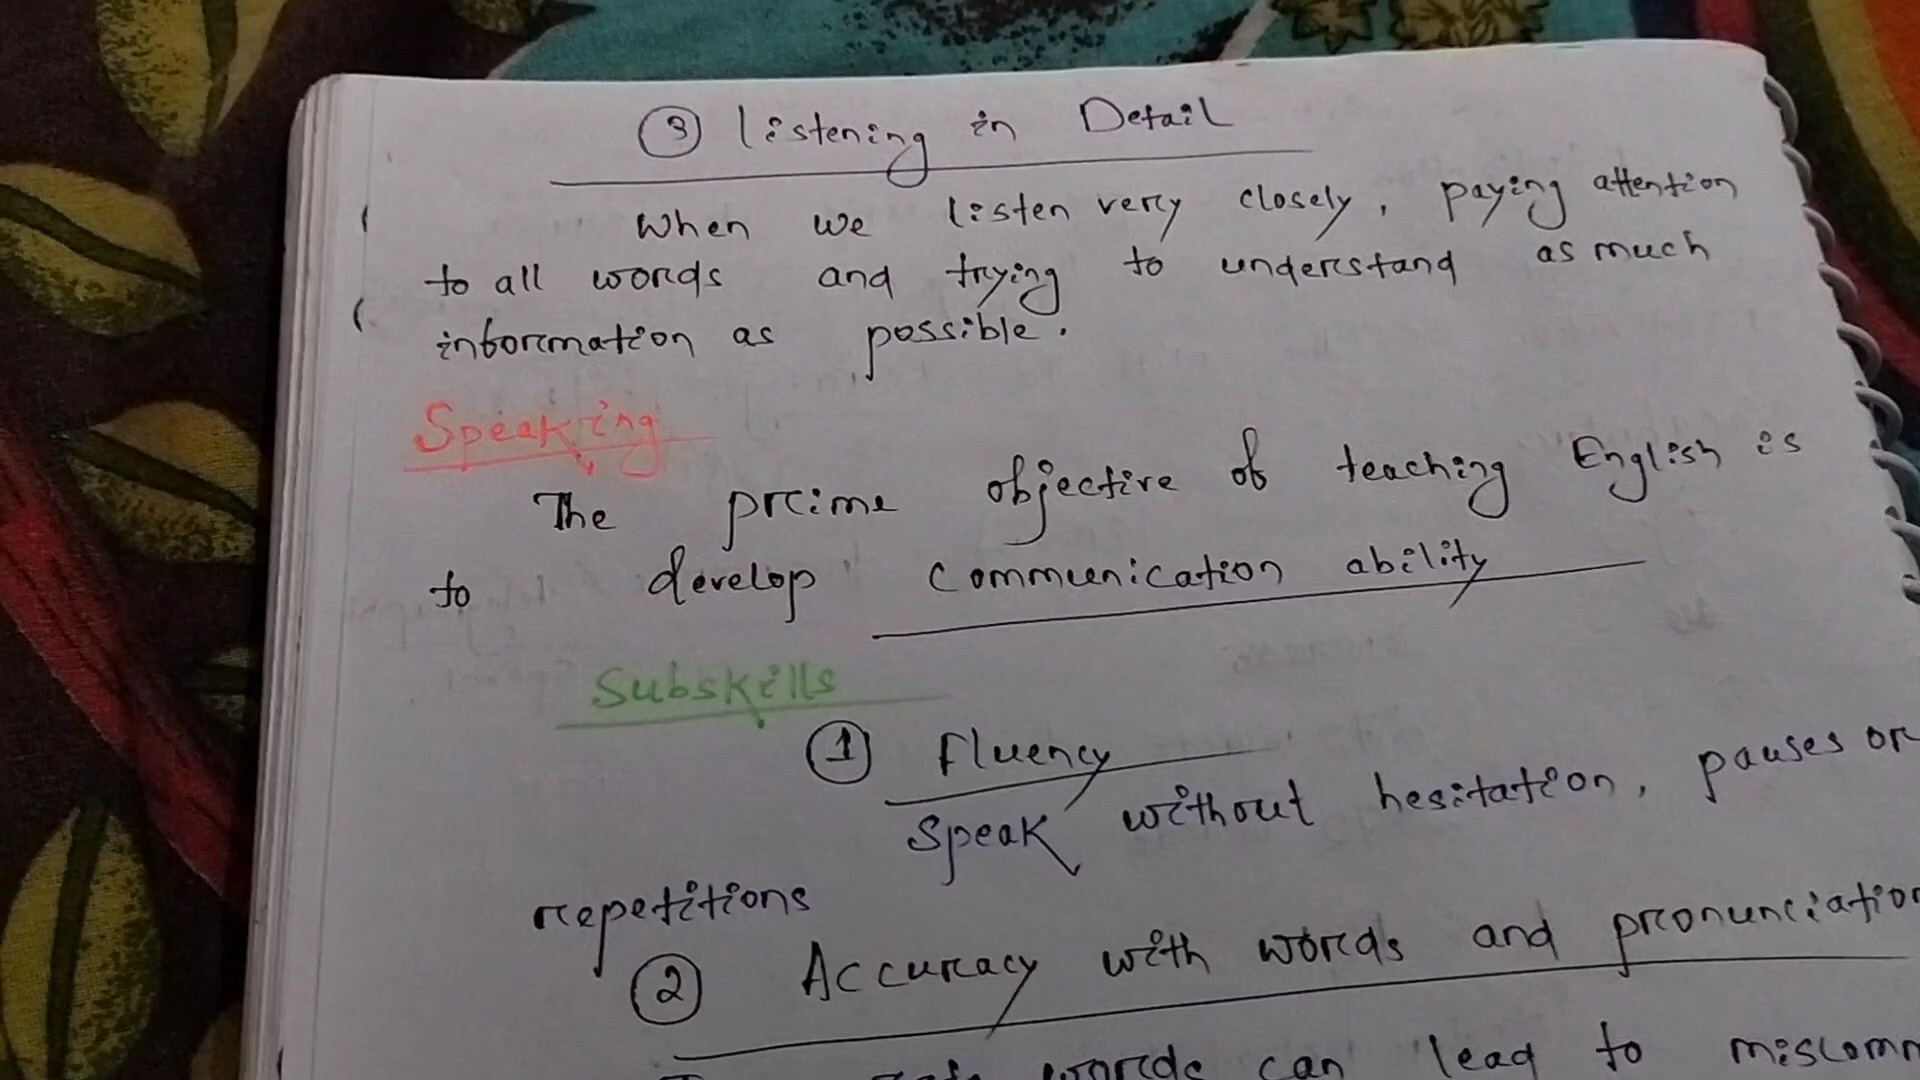 ③ Listening in Detail
When we listen very closely, paying attention
to all words and trying to understand as much
information as possible.
Speaking
The prime objective of teaching English is
to develop communication ability
Subskills
① Fluency
Speak without hesitation, pauses or
repetitions
② Accuracy with words and pronunciation
words can lead to miscomm